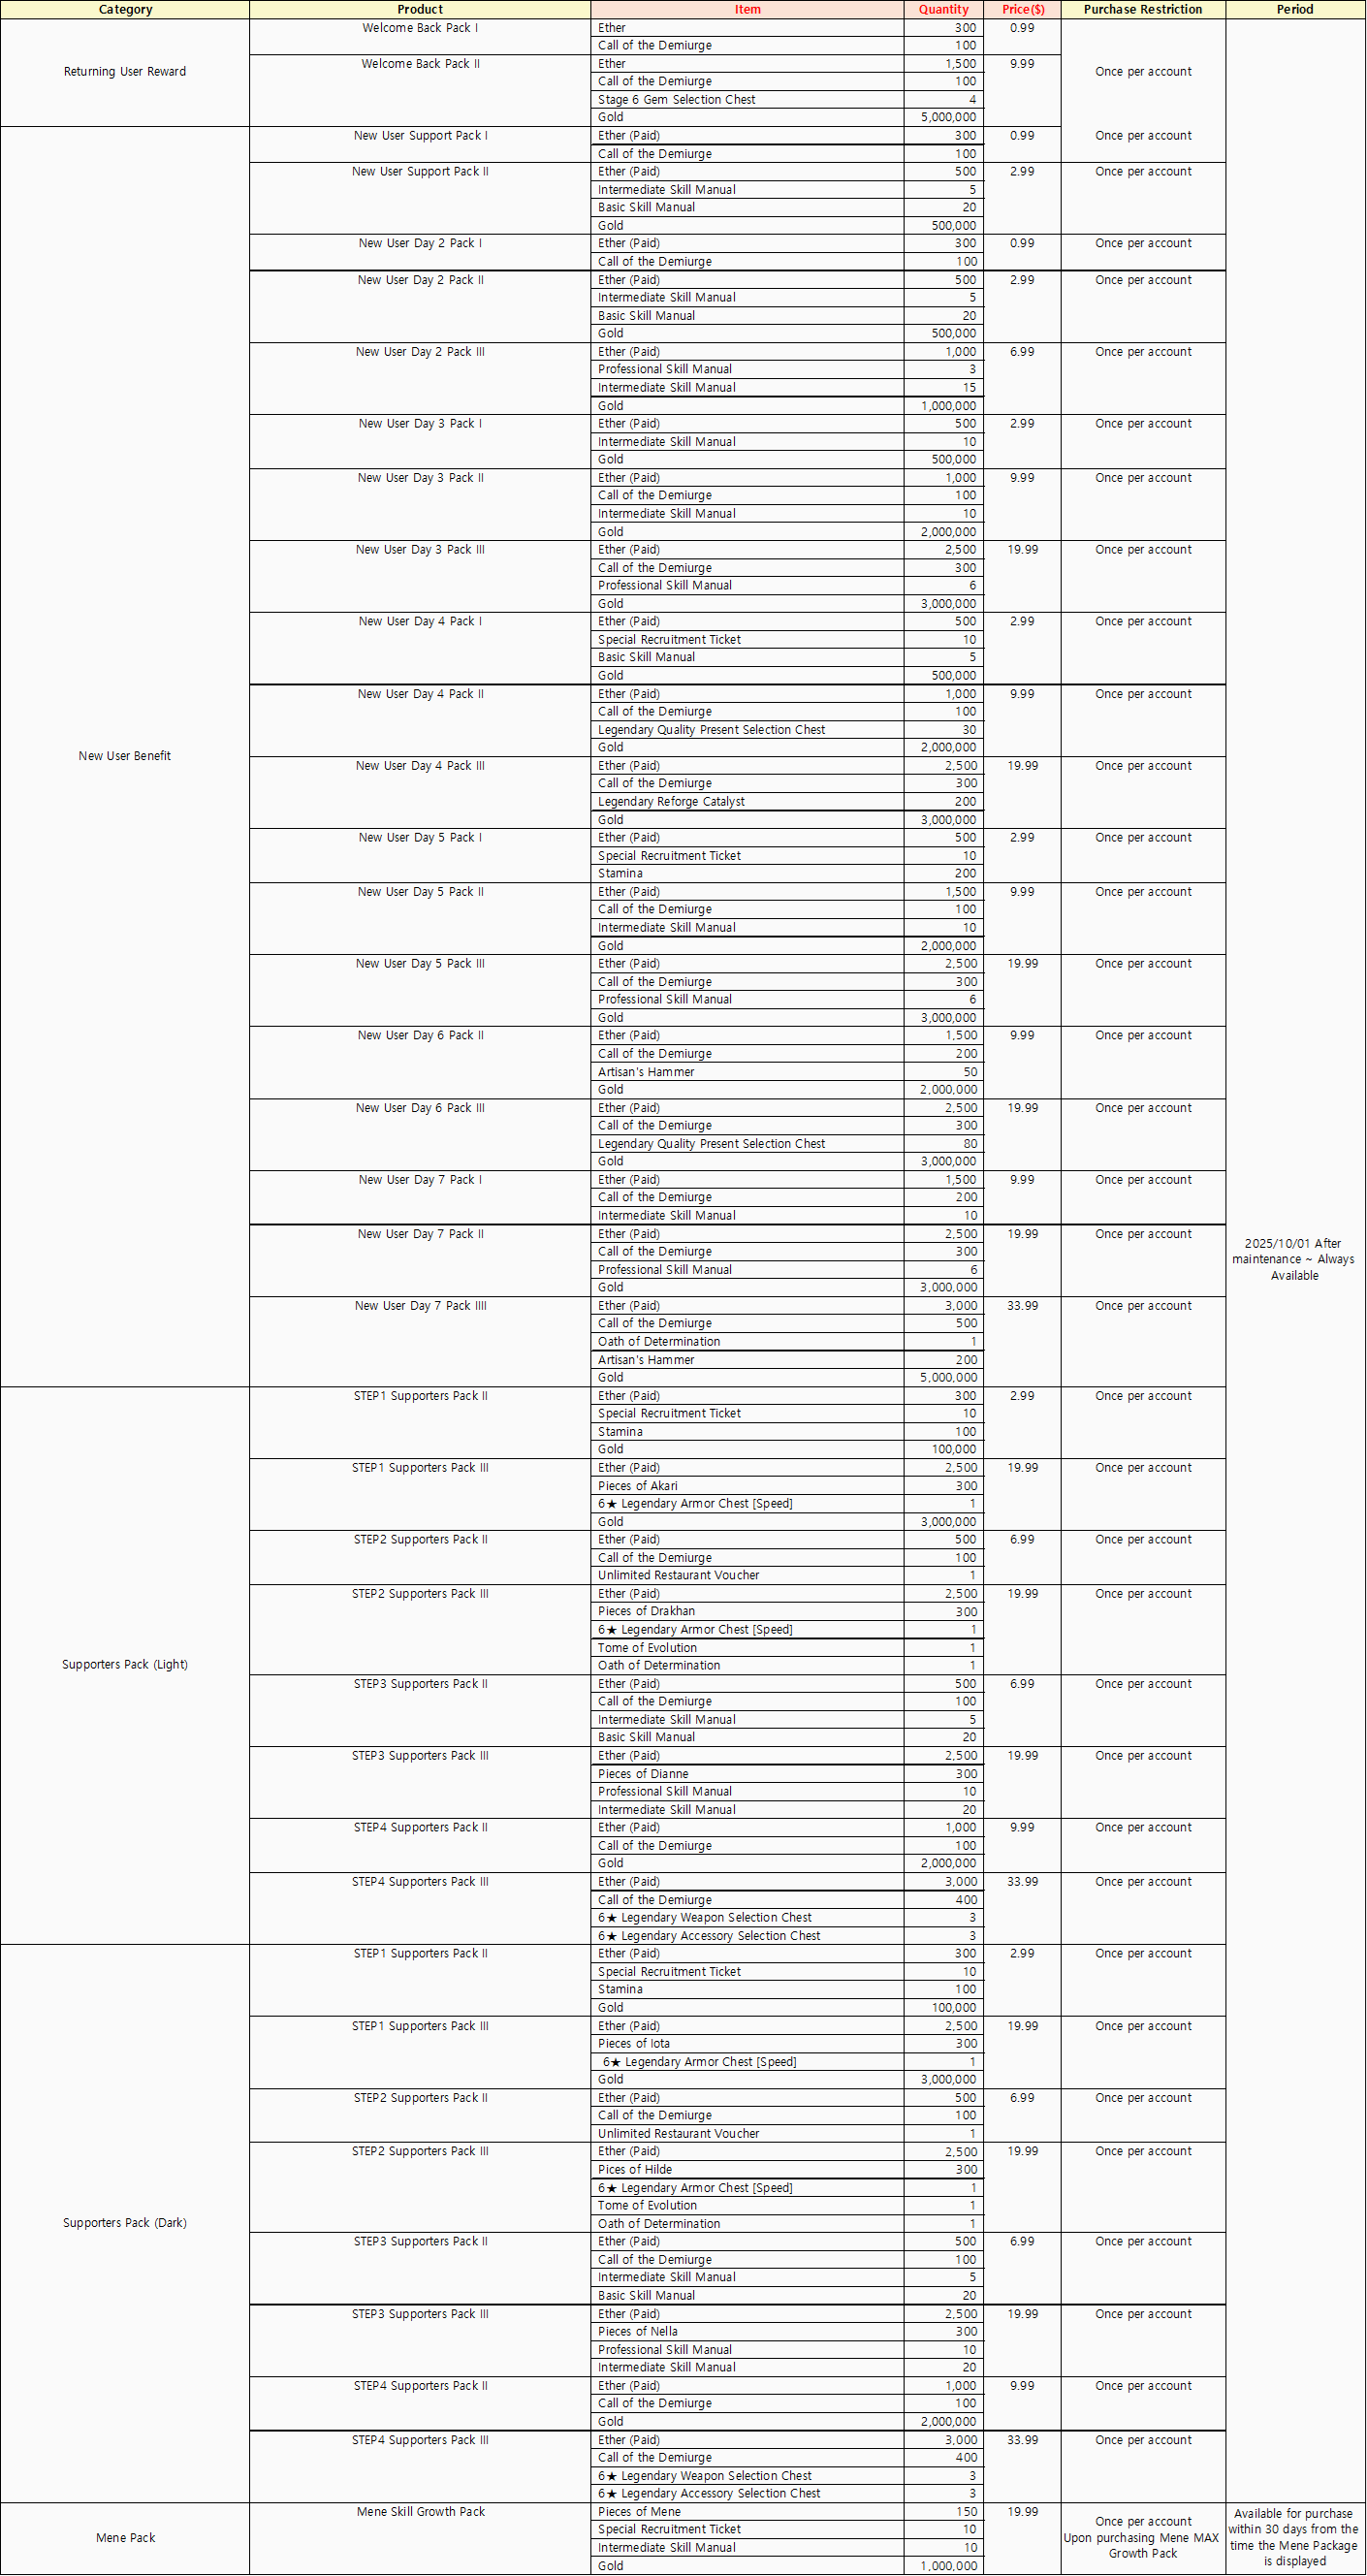 Category Product Item Quantity Price($) Purchase Restriction Period
Returning User Reward
Welcome Back Pack I Ether 300 0.99
Call of the Demiurge 100
Welcome Back Pack II Ether 1,500 9.99
Once per account
Call of the Demiurge 100
Stage 6 Gem Selection Chest 4
Gold 5,000,000
New User Benefit
New User Support Pack I Ether (Paid) 300 0.99 Once per account
Call of the Demiurge 100
New User Support Pack II Ether (Paid) 500 2.99 Once per account
Intermediate Skill Manual 5
Basic Skill Manual 20
Gold 500,000
New User Day 2 Pack I Ether (Paid) 300 0.99 Once per account
Call of the Demiurge 100
New User Day 2 Pack II Ether (Paid) 500 2.99 Once per account
Intermediate Skill Manual 5
Basic Skill Manual 20
Gold 500,000
New User Day 2 Pack III Ether (Paid) 1,000 6.99 Once per account
Professional Skill Manual 3
Intermediate Skill Manual 15
Gold 1,000,000
New User Day 3 Pack I Ether (Paid) 500 2.99 Once per account
Intermediate Skill Manual 10
Gold 500,000
New User Day 3 Pack II Ether (Paid) 1,000 9.99 Once per account
Call of the Demiurge 100
Intermediate Skill Manual 10
Gold 2,000,000
New User Day 3 Pack III Ether (Paid) 2,500 19.99 Once per account
Call of the Demiurge 300
Professional Skill Manual 6
Gold 3,000,000
New User Day 4 Pack I Ether (Paid) 500 2.99 Once per account
Special Recruitment Ticket 10
Basic Skill Manual 5
Gold 500,000
New User Day 4 Pack II Ether (Paid) 1,000 9.99 Once per account
Call of the Demiurge 100
Legendary Quality Present Selection Chest 30
Gold 2,000,000
New User Day 4 Pack III Ether (Paid) 2,500 19.99 Once per account
Call of the Demiurge 300
Legendary Reforge Catalyst 200
Gold 3,000,000
New User Day 5 Pack I Ether (Paid) 500 2.99 Once per account
Special Recruitment Ticket 10
Stamina 200
New User Day 5 Pack II Ether (Paid) 1,500 9.99 Once per account
Call of the Demiurge 100
Intermediate Skill Manual 10
Gold 2,000,000
New User Day 5 Pack III Ether (Paid) 2,500 19.99 Once per account
Call of the Demiurge 300
Professional Skill Manual 6
Gold 3,000,000
New User Day 6 Pack II Ether (Paid) 1,500 9.99 Once per account
Call of the Demiurge 200
Artisan's Hammer 50
Gold 2,000,000
New User Day 6 Pack III Ether (Paid) 2,500 19.99 Once per account
Call of the Demiurge 300
Legendary Quality Present Selection Chest 80
Gold 3,000,000
New User Day 7 Pack I Ether (Paid) 1,500 9.99 Once per account
Call of the Demiurge 200
Intermediate Skill Manual 10
New User Day 7 Pack II Ether (Paid) 2,500 19.99 Once per account
Call of the Demiurge 300
Professional Skill Manual 6
Gold 3,000,000
2025/10/01 After
maintenance ~ Always
Available
New User Day 7 Pack IIII Ether (Paid) 3,000 33.99 Once per account
Call of the Demiurge 500
Oath of Determination 1
Artisan's Hammer 200
Gold 5,000,000
Supporters Pack (Light)
STEP1 Supporters Pack II Ether (Paid) 300 2.99 Once per account
Special Recruitment Ticket 10
Stamina 100
Gold 100,000
STEP1 Supporters Pack III Ether (Paid) 2,500 19.99 Once per account
Pieces of Akari 300
6★ Legendary Armor Chest [Speed] 1
Gold 3,000,000
STEP2 Supporters Pack II Ether (Paid) 500 6.99 Once per account
Call of the Demiurge 100
Unlimited Restaurant Voucher 1
STEP2 Supporters Pack III Ether (Paid) 2,500 19.99 Once per account
Pieces of Drakhan 300
6★ Legendary Armor Chest [Speed] 1
Tome of Evolution 1
Oath of Determination 1
STEP3 Supporters Pack II Ether (Paid) 500 6.99 Once per account
Call of the Demiurge 100
Intermediate Skill Manual 5
Basic Skill Manual 20
STEP3 Supporters Pack III Ether (Paid) 2,500 19.99 Once per account
Pieces of Dianne 300
Professional Skill Manual 10
Intermediate Skill Manual 20
STEP4 Supporters Pack II Ether (Paid) 1,000 9.99 Once per account
Call of the Demiurge 100
Gold 2,000,000
STEP4 Supporters Pack III Ether (Paid) 3,000 33.99 Once per account
Call of the Demiurge 400
6★ Legendary Weapon Selection Chest 3
6★ Legendary Accessory Selection Chest 3
Supporters Pack (Dark)
STEP1 Supporters Pack II Ether (Paid) 300 2.99 Once per account
Special Recruitment Ticket 10
Stamina 100
Gold 100,000
STEP1 Supporters Pack III Ether (Paid) 2,500 19.99 Once per account
Pieces of Iota 300
6★ Legendary Armor Chest [Speed] 1
Gold 3,000,000
STEP2 Supporters Pack II Ether (Paid) 500 6.99 Once per account
Call of the Demiurge 100
Unlimited Restaurant Voucher 1
STEP2 Supporters Pack III Ether (Paid) 2,500 19.99 Once per account
Pices of Hilde 300
6★ Legendary Armor Chest [Speed] 1
Tome of Evolution 1
Oath of Determination 1
STEP3 Supporters Pack II Ether (Paid) 500 6.99 Once per account
Call of the Demiurge 100
Intermediate Skill Manual 5
Basic Skill Manual 20
STEP3 Supporters Pack III Ether (Paid) 2,500 19.99 Once per account
Pieces of Nella 300
Professional Skill Manual 10
Intermediate Skill Manual 20
STEP4 Supporters Pack II Ether (Paid) 1,000 9.99 Once per account
Call of the Demiurge 100
Gold 2,000,000
STEP4 Supporters Pack III Ether (Paid) 3,000 33.99 Once per account
Call of the Demiurge 400
6★ Legendary Weapon Selection Chest 3
6★ Legendary Accessory Selection Chest 3
Mene Pack
Mene Skill Growth Pack Pieces of Mene 150 19.99
Special Recruitment Ticket 10
Intermediate Skill Manual 10
Gold 1,000,000
Once per account
Upon purchasing Mene MAX
Growth Pack
Available for purchase
within 30 days from the
time the Mene Package
is displayed